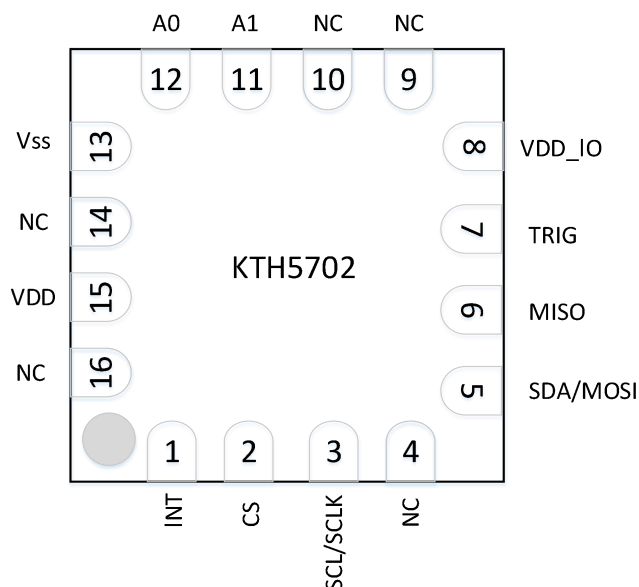 A0 A1 NC NC
12 11 10 9
Vss 13 8 VDD_IO
NC 14 7 TRIG
KTH5702
VDD 15 6 MISO
NC 16 5 SDA/MOSI
1 2 3 4
INT CS SCL/SCLK NC